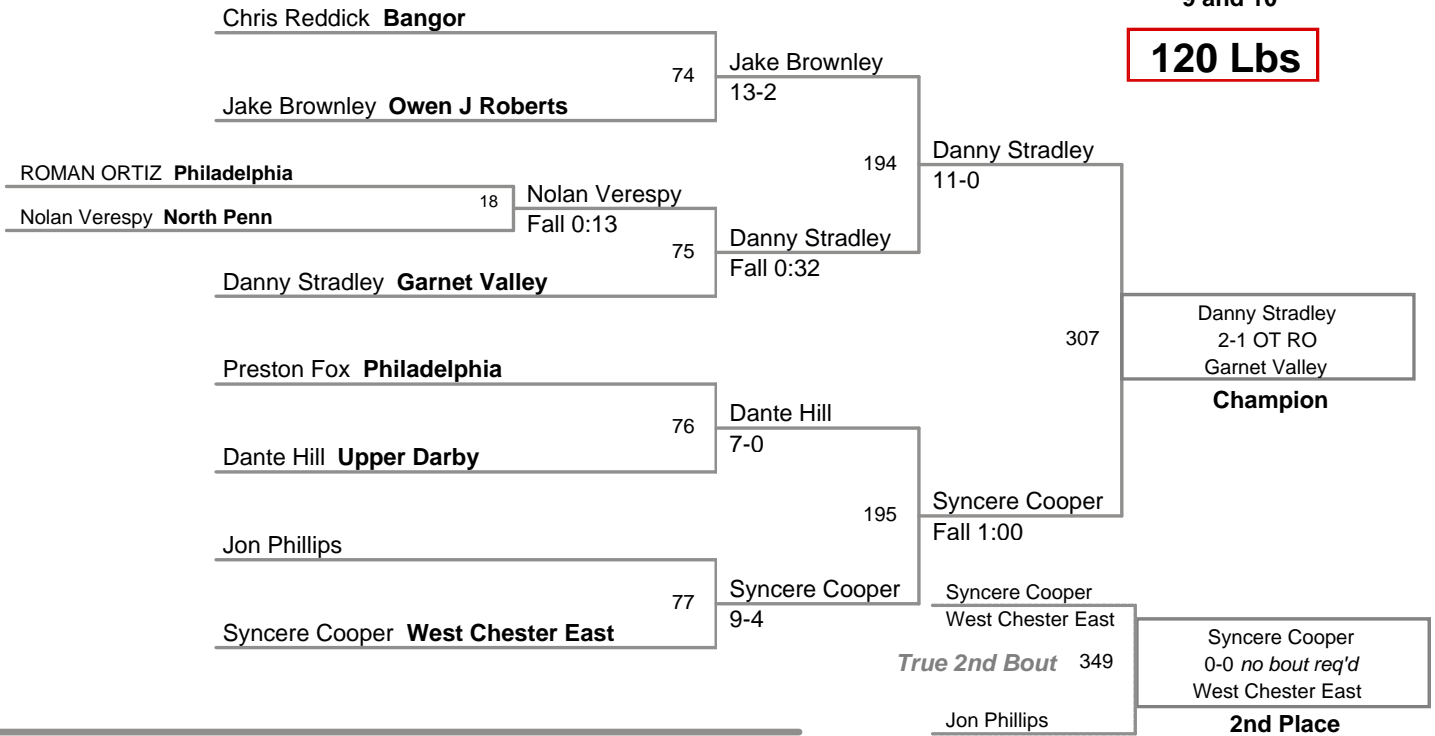 9 and 10
120 Lbs
Chris Reddick Bangor
74
Jake Brownley Owen J Roberts
Jake Brownley
13-2
ROMAN ORTIZ Philadelphia
18
Nolan Verespy North Penn
Nolan Verespy
Fall 0:13
75
Danny Stradley Garnet Valley
Danny Stradley
Fall 0:32
194
Danny Stradley
11-0
Preston Fox Philadelphia
76
Dante Hill Upper Darby
Dante Hill
7-0
Jon Phillips
77
Syncere Cooper West Chester East
Syncere Cooper
9-4
195
Syncere Cooper
Fall 1:00
307
Danny Stradley
2-1 OT RO
Garnet Valley
Champion
Syncere Cooper
West Chester East
True 2nd Bout 349
Jon Phillips
Syncere Cooper
0-0 no bout req'd
West Chester East
2nd Place